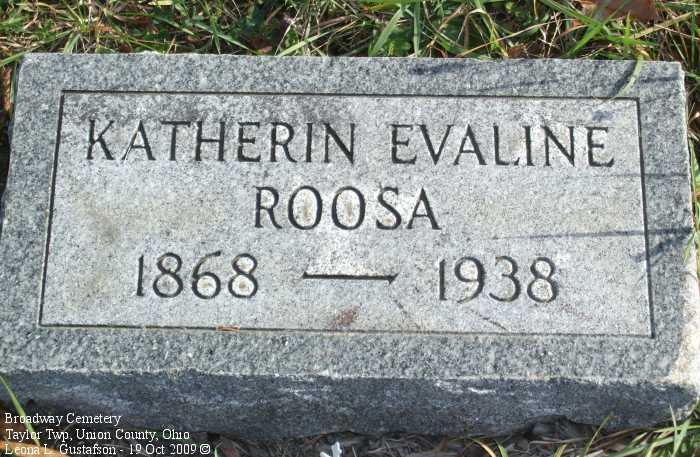 KATHERIN EVALINE
ROOSA
1868 — 1938
Broadway Cemetery
Taylor Twp, Union County, Ohio
Leona L. Gustafson - 19 Oct 2009 ©